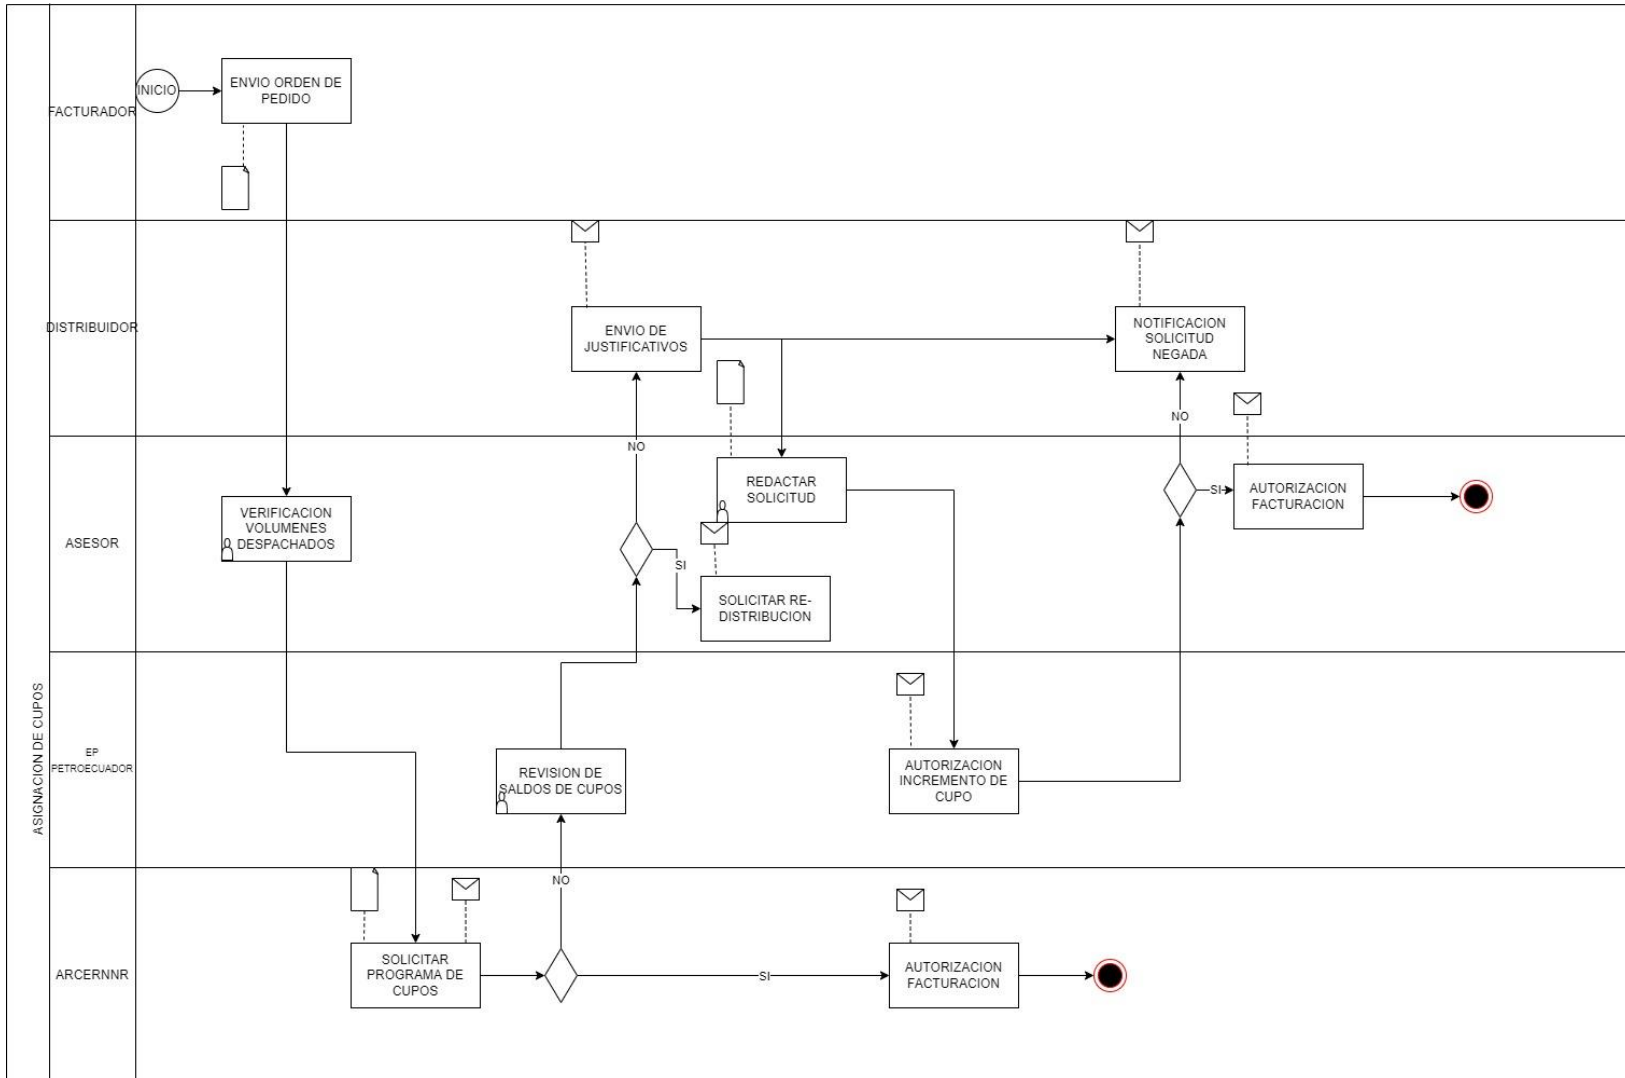 ASIGNACION DE CUPOS
FACTURADOR
INICIO
ENVIO ORDEN DE
PEDIDO
DISTRIBUIDOR
ENVIO DE
JUSTIFICATIVOS
NOTIFICACION
SOLICITUD
NEGADA
NO
NO
ASESOR
VERIFICACION
VOLUMENES
DESPACHADOS
SI
REDACTAR
SOLICITUD
SOLICITAR RE-
DISTRIBUCION
SI
AUTORIZACION
FACTURACION
EP
PETROECUADOR
REVISION DE
SALDOS DE CUPOS
AUTORIZACION
INCREMENTO DE
CUPO
ARCERNNR
NO
SOLICITAR
PROGRAMA DE
CUPOS
SI
AUTORIZACION
FACTURACION